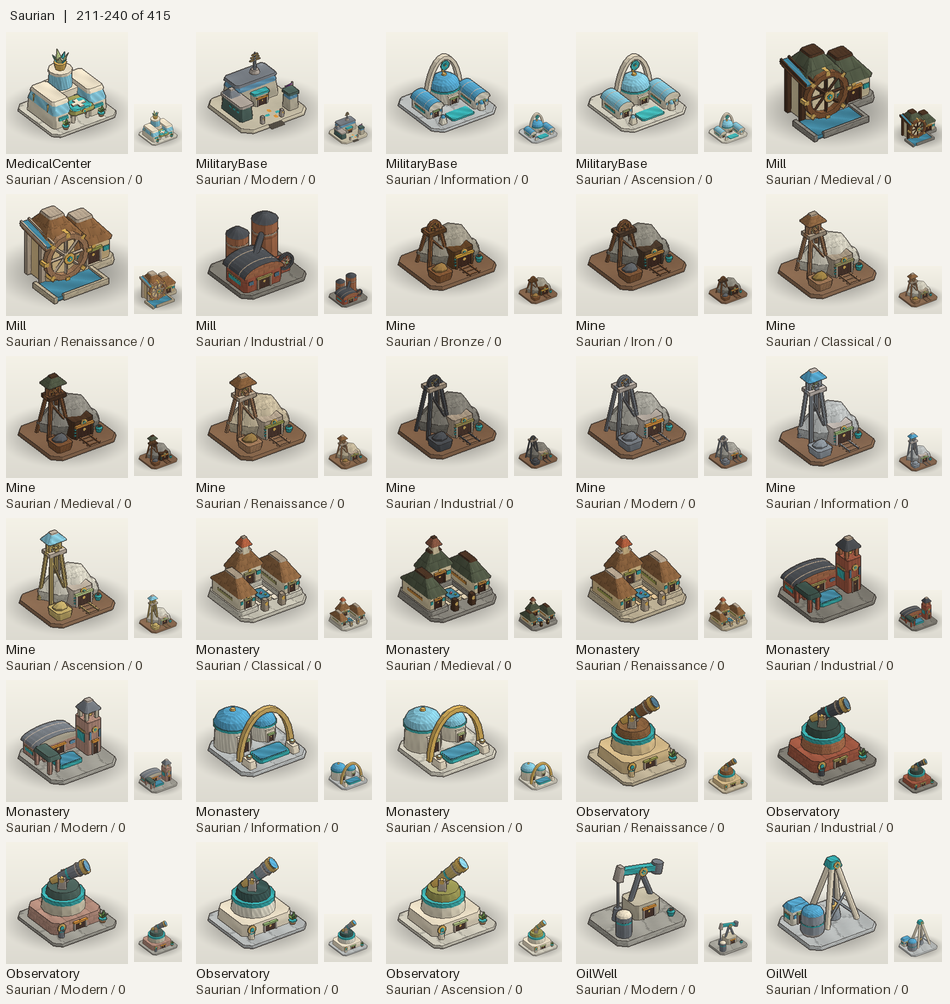 Saurian | 211-240 of 415
MedicalCenter
Saurian / Ascension / 0
MilitaryBase
Saurian / Modern / 0
MilitaryBase
Saurian / Information / 0
MilitaryBase
Saurian / Ascension / 0
Mill
Saurian / Medieval / 0
Mill
Saurian / Renaissance / 0
Mill
Saurian / Industrial / 0
Mine
Saurian / Bronze / 0
Mine
Saurian / Iron / 0
Mine
Saurian / Classical / 0
Mine
Saurian / Medieval / 0
Mine
Saurian / Renaissance / 0
Mine
Saurian / Industrial / 0
Mine
Saurian / Modern / 0
Mine
Saurian / Information / 0
Mine
Saurian / Ascension / 0
Monastery
Saurian / Classical / 0
Monastery
Saurian / Medieval / 0
Monastery
Saurian / Renaissance / 0
Monastery
Saurian / Industrial / 0
Monastery
Saurian / Modern / 0
Monastery
Saurian / Information / 0
Monastery
Saurian / Ascension / 0
Observatory
Saurian / Renaissance / 0
Observatory
Saurian / Industrial / 0
Observatory
Saurian / Modern / 0
Observatory
Saurian / Information / 0
Observatory
Saurian / Ascension / 0
OilWell
Saurian / Modern / 0
OilWell
Saurian / Information / 0